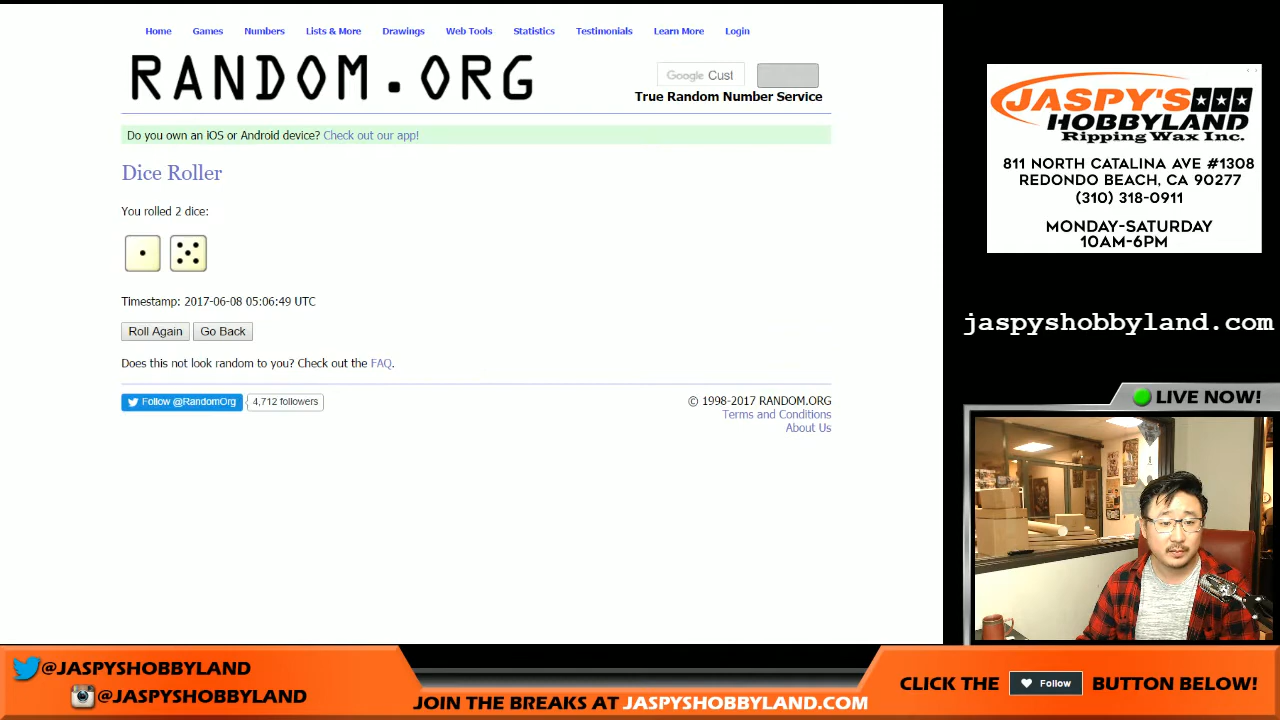 Home Games Numbers Lists & More Drawings Web Tools Statistics Testimonials Learn More Login
RANDOM.ORG
Google Cust
True Random Number Service
Do you own an iOS or Android device? Check out our app!
Dice Roller
You rolled 2 dice:
Timestamp: 2017-06-08 05:06:49 UTC
Roll Again Go Back
Does this not look random to you? Check out the FAQ.
Follow @RandomOrg 4,712 followers
© 1998-2017 RANDOM.ORG
Terms and Conditions
About Us
JASPY'S
HOBBYLAND
Ripping Wax Inc.
811 NORTH CATALINA AVE #1308
REDONDO BEACH, CA 90277
(310) 318-0911
MONDAY-SATURDAY
10AM-6PM
jaspyshobbyland.com
LIVE NOW!
@JASPYSHOBBYLAND
@JASPYSHOBBYLAND
JOIN THE BREAKS AT JASPYSHOBBYLAND.COM
CLICK THE Follow BUTTON BELOW!